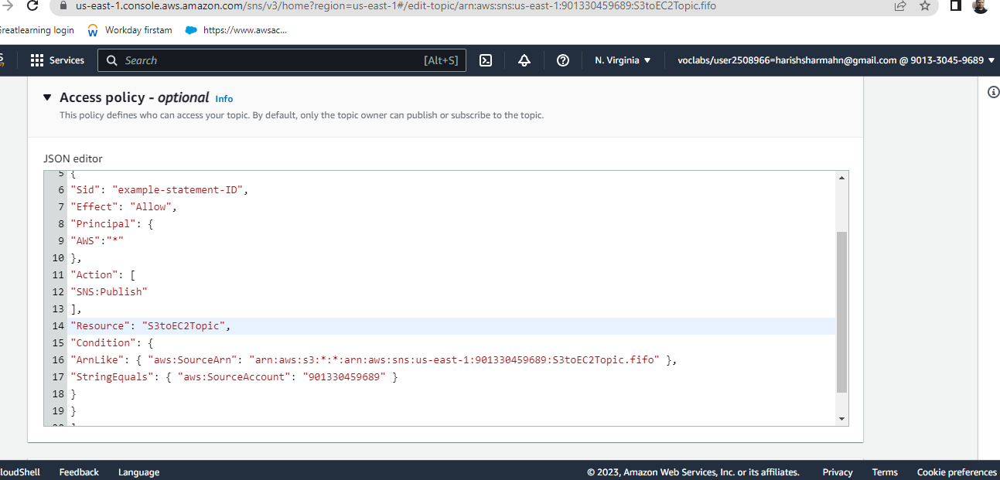 us-east-1.console.aws.amazon.com/sns/v3/home?region=us-east-1#/edit-topic/arn:aws:sns:us-east-1:901330459689:S3toEC2Topic.fifo
Greatlearning login Workday firstam https://www.awsac...
Services Search [Alt+S] N. Virginia voclabs/user2508966=harishsharmahn@gmail.com @ 9013-3045-9689
Access policy - optional Info
This policy defines who can access your topic. By default, only the topic owner can publish or subscribe to the topic.
JSON editor
5 {
6 "Sid": "example-statement-ID",
7 "Effect": "Allow",
8 "Principal": {
9 "AWS":"*"
10 },
11 "Action": [
12 "SNS:Publish"
13 ],
14 "Resource": "S3toEC2Topic",
15 "Condition": {
16 "ArnLike": { "aws:SourceArn": "arn:aws:s3:*:*:arn:aws:sns:us-east-1:901330459689:S3toEC2Topic.fifo" },
17 "StringEquals": { "aws:SourceAccount": "901330459689" }
18 }
19 }
loudShell Feedback Language © 2023, Amazon Web Services, Inc. or its affiliates. Privacy Terms Cookie preferences